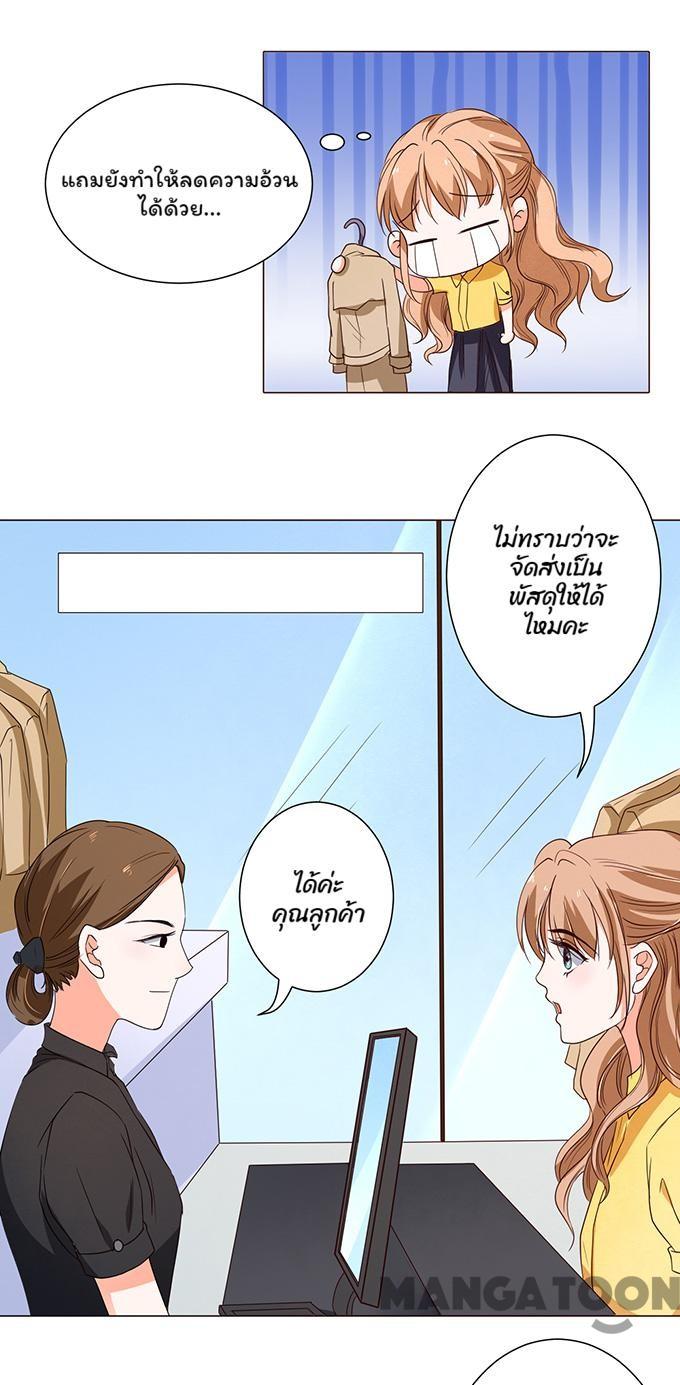 แถมยังทำให้ลดความอ้วน
ได้ด้วย...
ไม่ทราบว่าจะ
จัดส่งเป็น
พัสดุให้ได้
ไหมคะ
ได้ค่ะ
คุณลูกค้า
MANGATOON